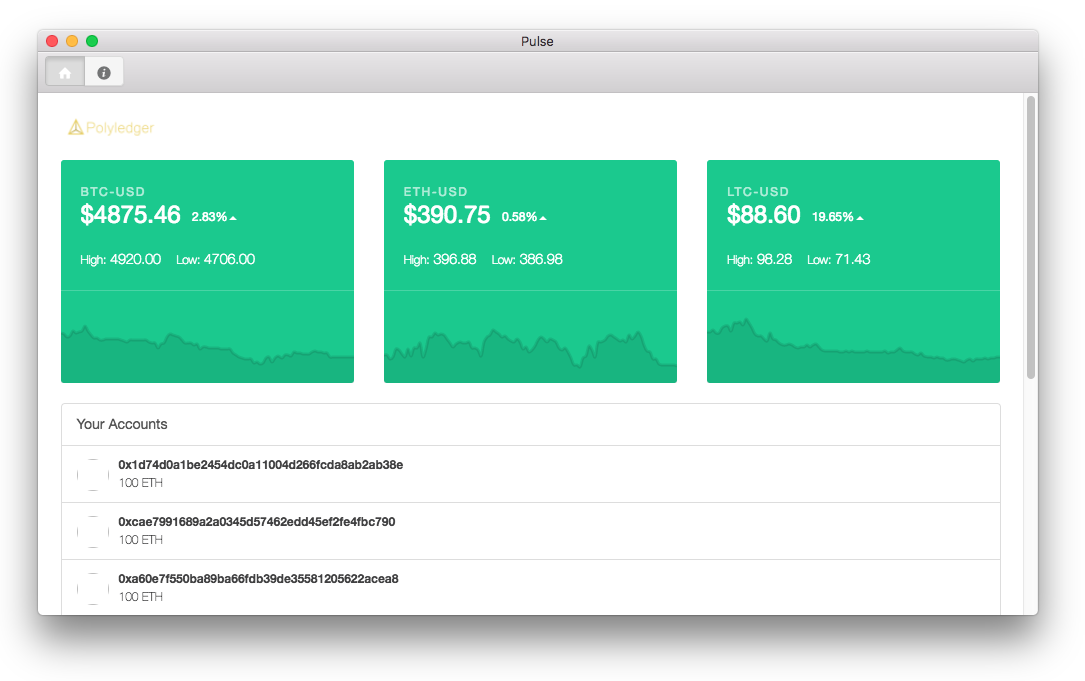 Pulse
Polyledger
BTC-USD
$4875.46 2.83%
High: 4920.00 Low: 4706.00
ETH-USD
$390.75 0.58%
High: 396.88 Low: 386.98
LTC-USD
$88.60 19.65%
High: 98.28 Low: 71.43
Your Accounts
0x1d74d0a1be2454dc0a11004d266fcda8ab2ab38e
100 ETH
0xcae7991689a2a0345d57462edd45ef2fe4fbc790
100 ETH
0xa60e7f550ba89ba66fdb39de35581205622acea8
100 ETH